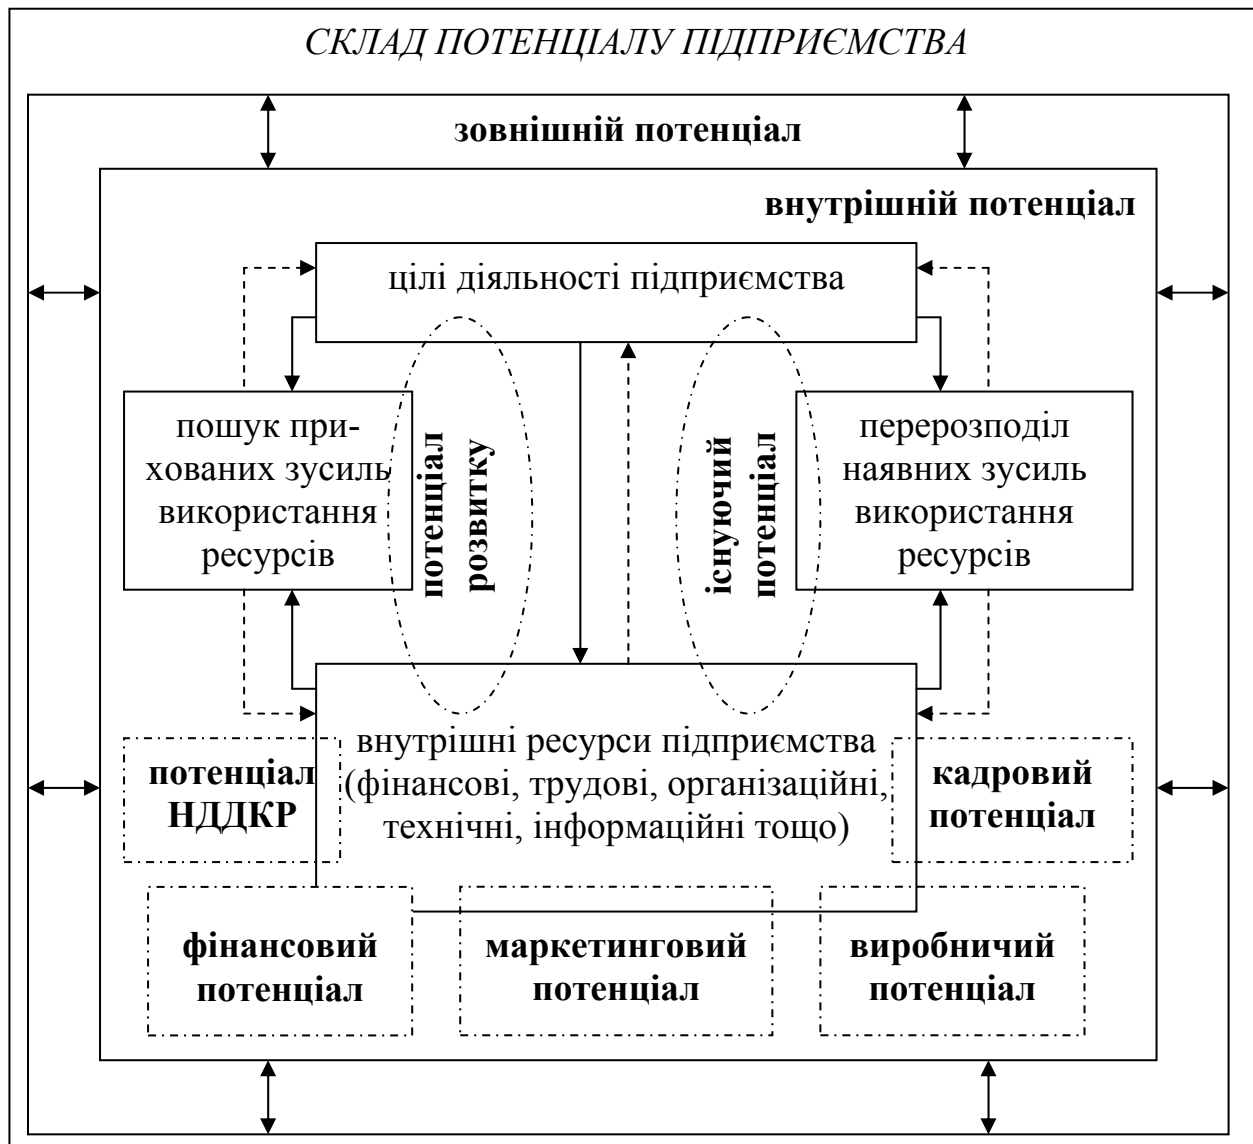 СКЛАД ПОТЕНЦІАЛУ ПІДПРИЄМСТВА
зовнішній потенціал
внутрішній потенціал
цілі діяльності підприємства
пошук при-
хованих зусиль
використання
ресурсів
потенціал
розвитку
існуючий
потенціал
перерозподіл
наявних зусиль
використання
ресурсів
внутрішні ресурси підприємства
(фінансові, трудові, організаційні,
технічні, інформаційні тощо)
потенціал
НДДКР
кадровий
потенціал
фінансовий
потенціал
маркетинговий
потенціал
виробничий
потенціал